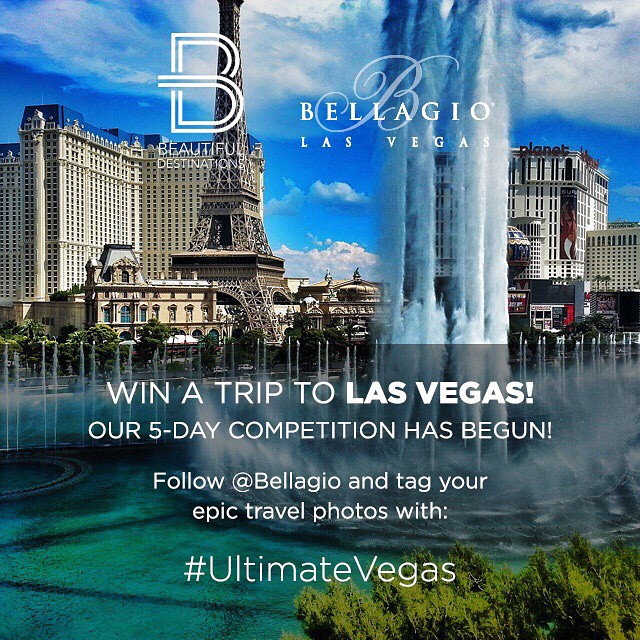 BEAUTIFUL
DESTINATIONS
B
BELLAGIO
LAS VEGAS
planet
WIN A TRIP TO LAS VEGAS!
OUR 5-DAY COMPETITION HAS BEGUN!
Follow @Bellagio and tag your
epic travel photos with:
#UltimateVegas